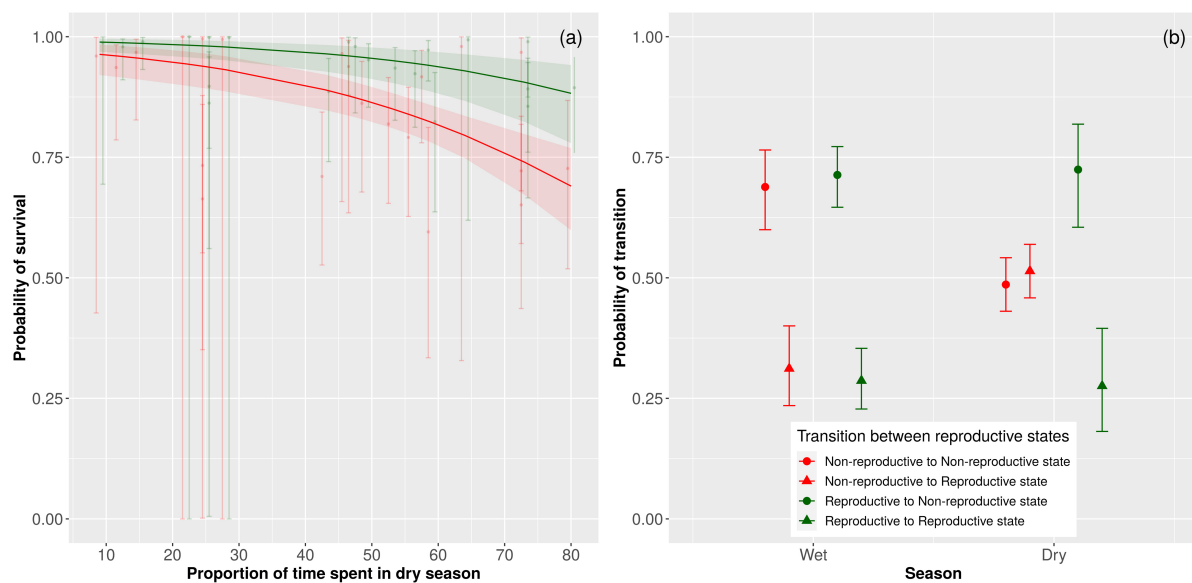 (a)
1.00
0.75
0.50
0.25
0.00
Probability of survival
10 20 30 40 50 60 70 80
Proportion of time spent in dry season
(b)
1.00
0.75
0.50
0.25
0.00
Probability of transition
Transition between reproductive states
Non-reproductive to Non-reproductive state
Non-reproductive to Reproductive state
Reproductive to Non-reproductive state
Reproductive to Reproductive state
Wet Dry
Season